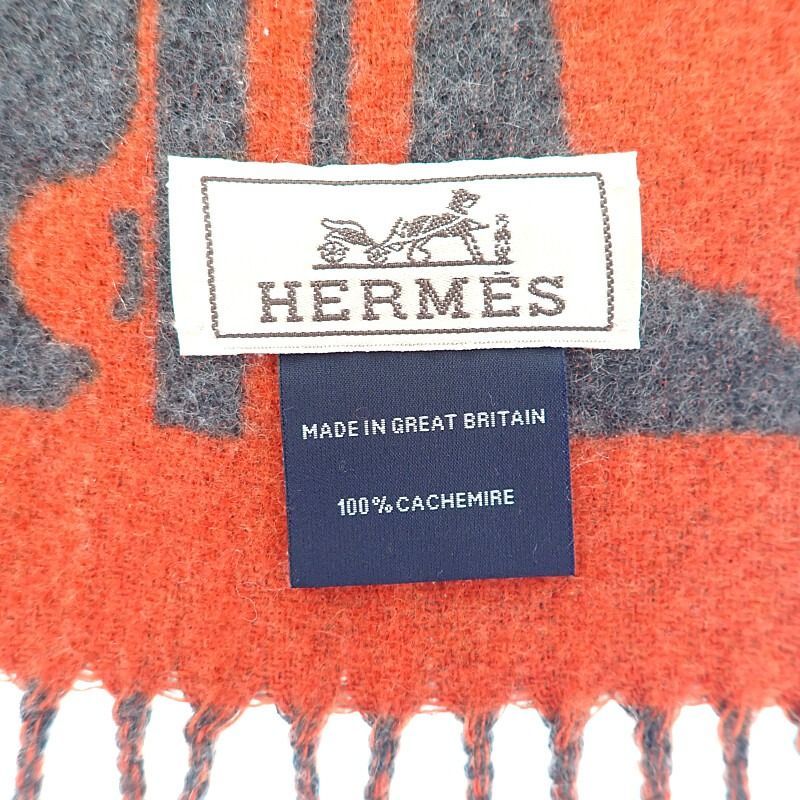 HERMÈS
MADE IN GREAT BRITAIN
100% CACHEMIRE